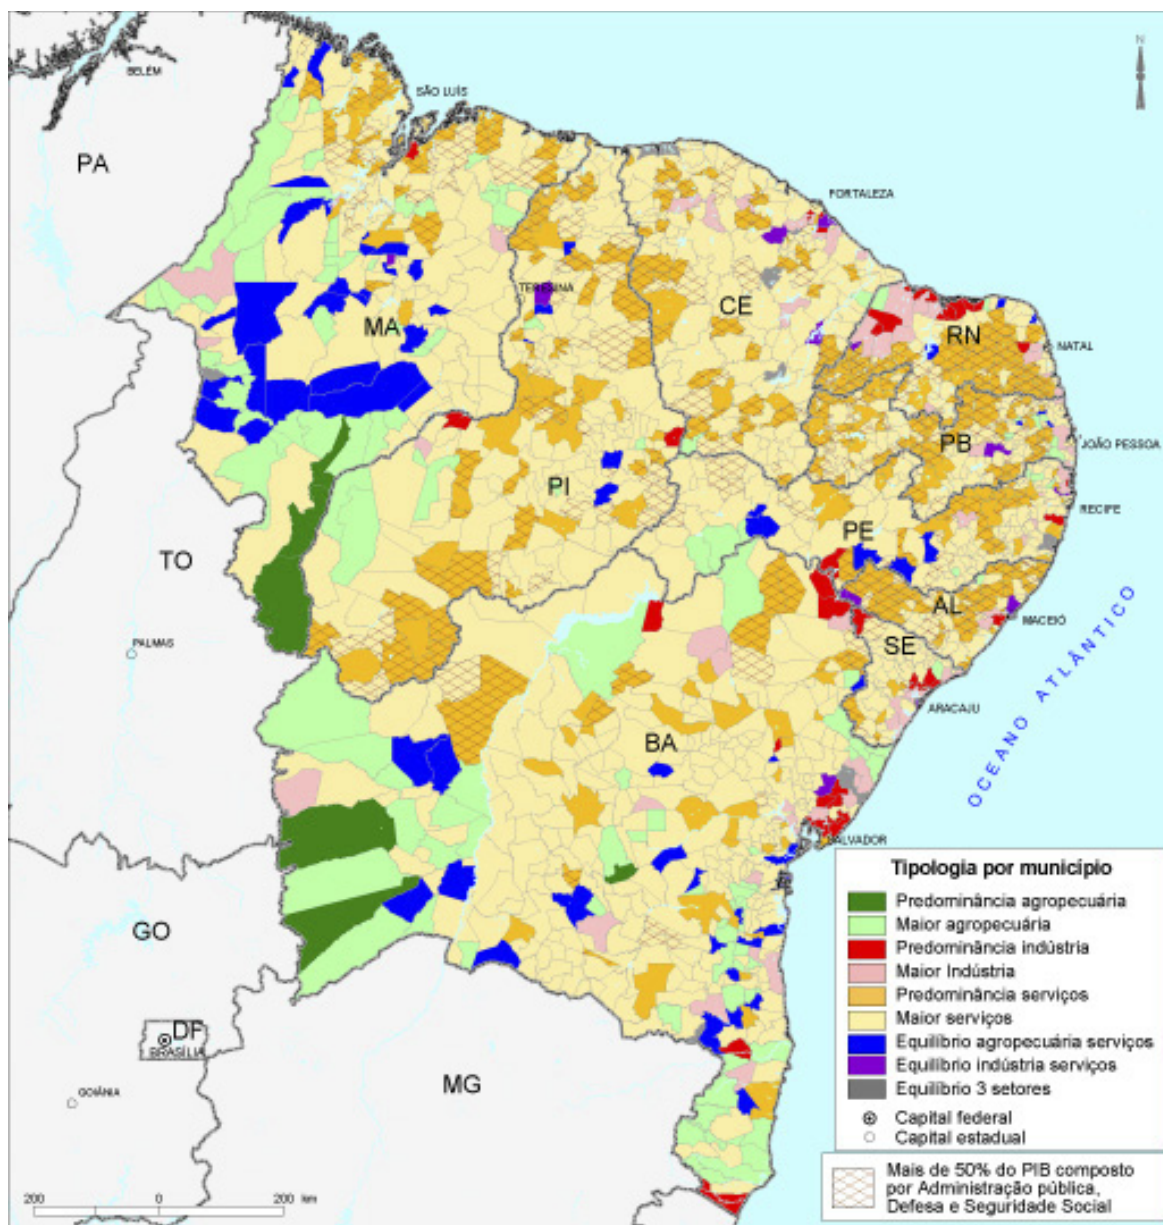 N
BELÉM
SÃO LUÍS
PA
FORTALEZA
TERESINA
CE
MA
RN
NATAL
PB
JOÃO PESSOA
PI
RECIFE
PE
TO
AL
MACEIÓ
PALMAS
SE
ARACAJU
OCEANO ATLÂNTICO
BA
SALVADOR
GO
DF
BRASÍLIA
GOIÂNIA
MG
Tipologia por município
Predominância agropecuária
Maior agropecuária
Predominância indústria
Maior Indústria
Predominância serviços
Maior serviços
Equilíbrio agropecuária serviços
Equilíbrio indústria serviços
Equilíbrio 3 setores
Capital federal
Capital estadual
Mais de 50% do PIB composto
por Administração pública,
Defesa e Seguridade Social
200 0 200 km